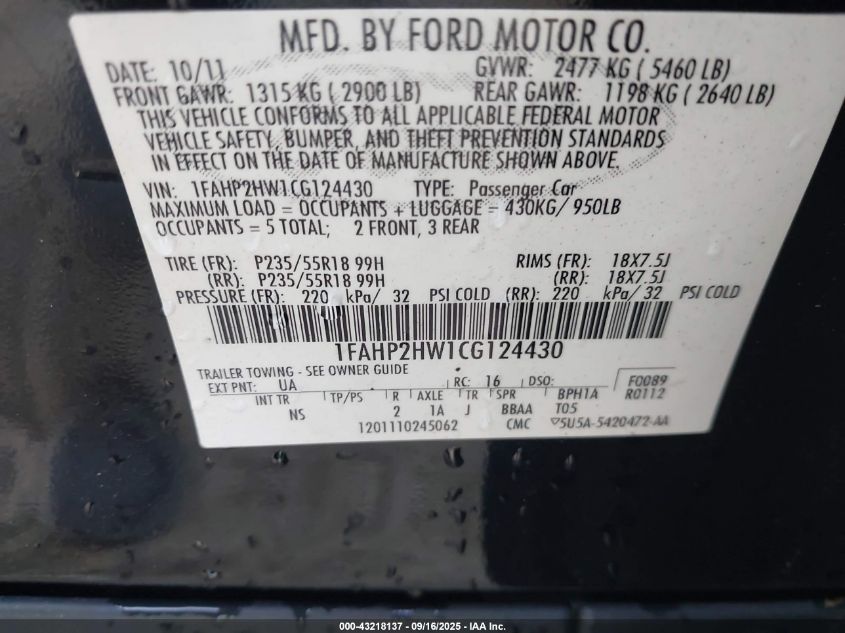 MFD. BY FORD MOTOR CO.
DATE: 10/11 GVWR: 2477 KG ( 5460 LB)
FRONT GAWR: 1315 KG ( 2900 LB) REAR GAWR: 1198 KG ( 2640 LB)
THIS VEHICLE CONFORMS TO ALL APPLICABLE FEDERAL MOTOR
VEHICLE SAFETY, BUMPER, AND THEFT PREVENTION STANDARDS
IN EFFECT ON THE DATE OF MANUFACTURE SHOWN ABOVE.
VIN: 1FAHP2HW1CG124430 TYPE: Passenger Car
MAXIMUM LOAD = OCCUPANTS + LUGGAGE = 430KG/ 950LB
OCCUPANTS = 5 TOTAL; 2 FRONT, 3 REAR
TIRE (FR): P235/55R18 99H RIMS (FR): 18X7.5J
(RR): P235/55R18 99H (RR): 18X7.5J
PRESSURE (FR): 220 kPa/ 32 PSI COLD (RR): 220 kPa/ 32 PSI COLD
1FAHP2HW1CG124430
TRAILER TOWING - SEE OWNER GUIDE
EXT PNT: UA RC: 16 DSO: F0089
INT TR TP/PS R AXLE TR SPR BPH1A R0112
NS 2 1A J BBAA T05
1201110245062 CMC 5U5A-5420472-AA
000-43218137 - 09/16/2025 - IAA Inc.